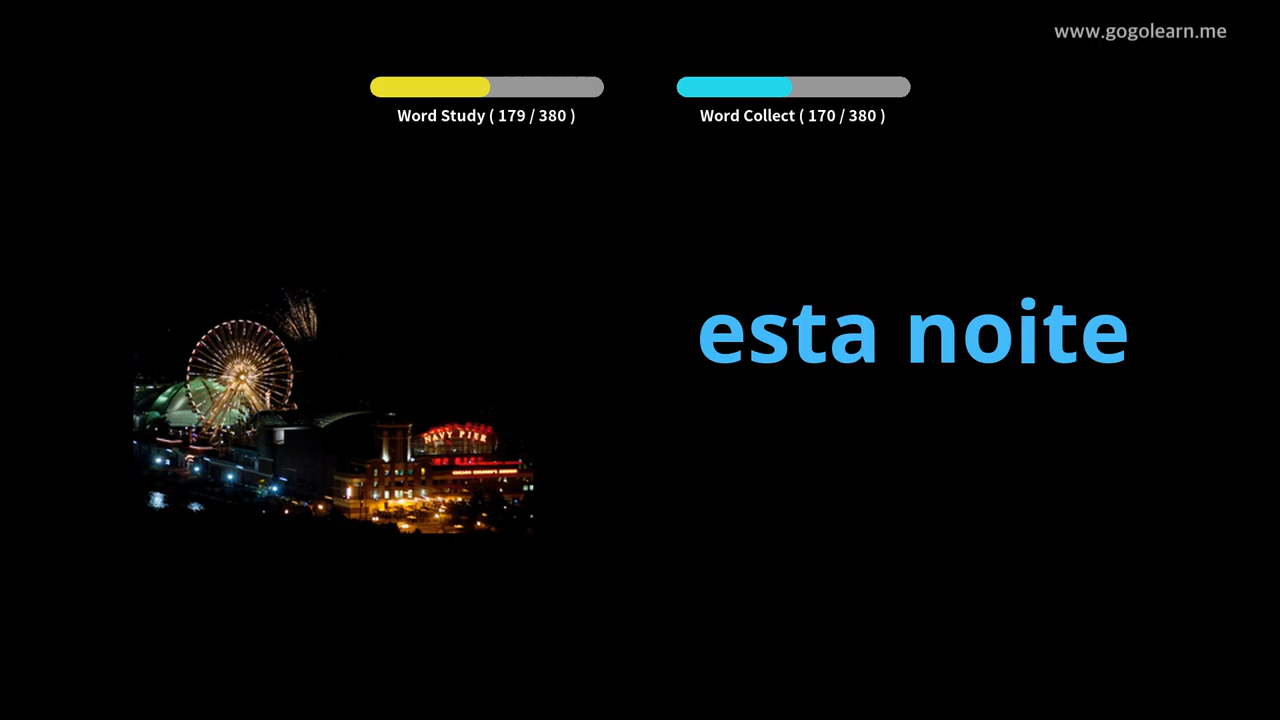 www.gogolearn.me
Word Study ( 179 / 380 )
Word Collect ( 170 / 380 )
esta noite
NAVY PIER